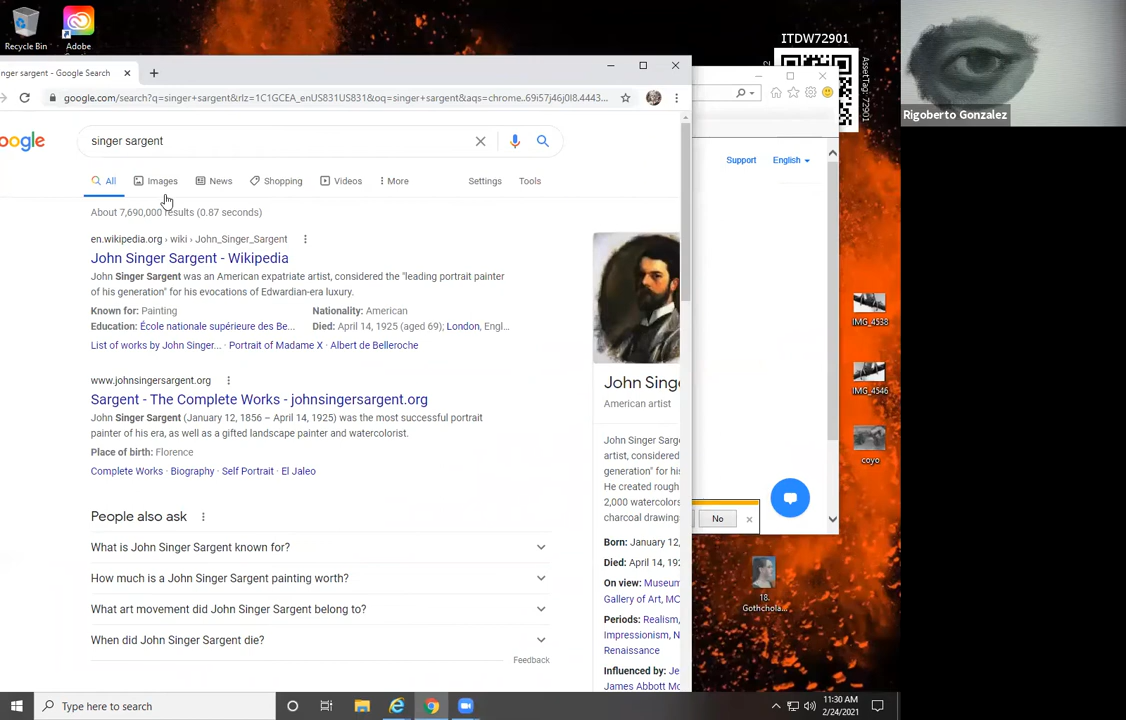 Recycle Bin
Adobe
ITDW72901
AssetTag: 72901
Rigoberto Gonzalez
nger sargent - Google Search
google.com/search?q=singer+sargent&rlz=1C1GCEA_enUS831US831&oq=singer+sargent&aqs=chrome..69i57j46j0l8.4443...
oogle
singer sargent
All
Images
News
Shopping
Videos
More
Settings
Tools
About 7,690,000 results (0.87 seconds)
en.wikipedia.org › wiki › John_Singer_Sargent
John Singer Sargent - Wikipedia
John Singer Sargent was an American expatriate artist, considered the "leading portrait painter
of his generation" for his evocations of Edwardian-era luxury.
Known for: Painting
Nationality: American
Education: École nationale supérieure des Be...
Died: April 14, 1925 (aged 69); London, Engl...
List of works by John Singer... · Portrait of Madame X · Albert de Belleroche
www.johnsingersargent.org
Sargent - The Complete Works - johnsingersargent.org
John Singer Sargent (January 12, 1856 – April 14, 1925) was the most successful portrait
painter of his era, as well as a gifted landscape painter and watercolorist.
Place of birth: Florence
Complete Works · Biography · Self Portrait · El Jaleo
People also ask
What is John Singer Sargent known for?
How much is a John Singer Sargent painting worth?
What art movement did John Singer Sargent belong to?
When did John Singer Sargent die?
Feedback
John Sing
American artist
John Singer Sarg
artist, considered
generation" for his
He created rough
2,000 watercolors
charcoal drawing
Born: January 12,
Died: April 14, 19
On view: Museum
Gallery of Art, MO
Periods: Realism,
Impressionism, N
Renaissance
Influenced by: Je
James Abbott Mc
Support
English
No
IMG_4538
IMG_4546
coyo
18.
Gothchola...
Type here to search
11:30 AM
2/24/2021